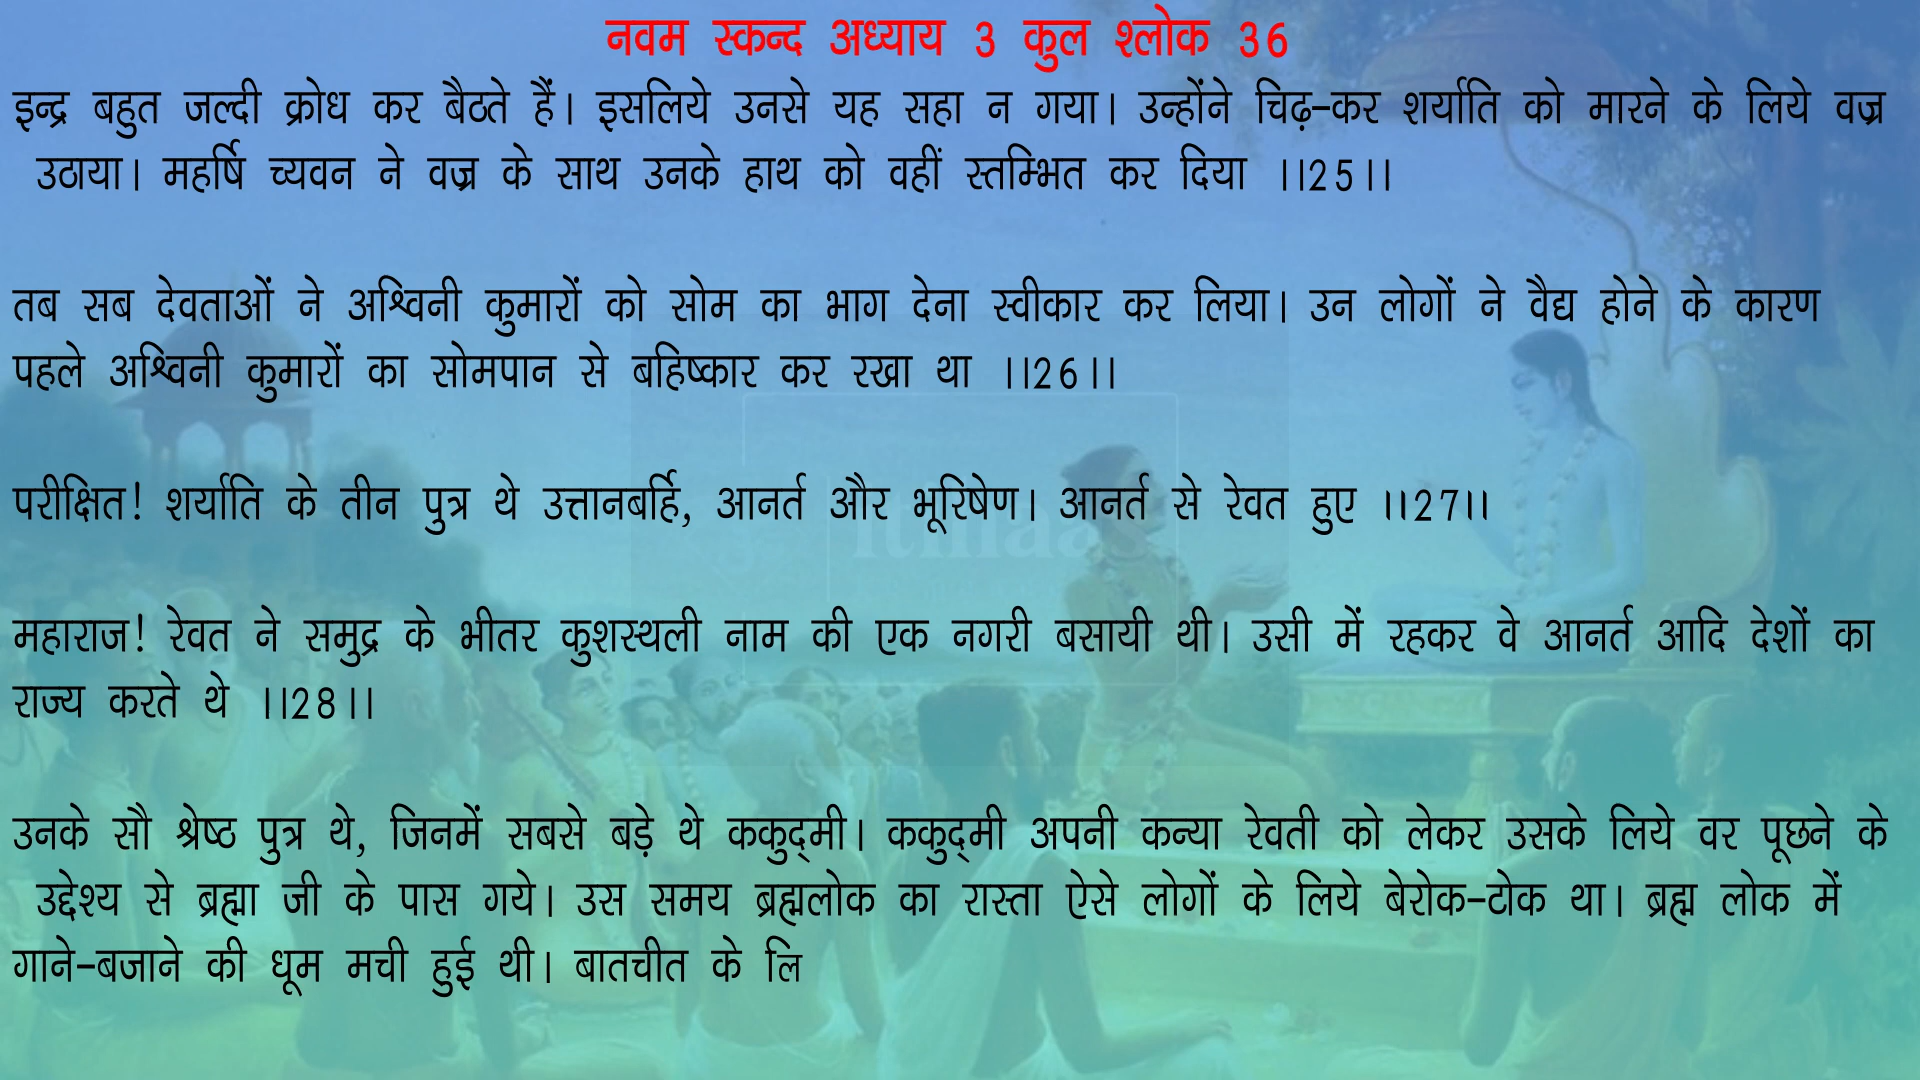 नवम स्कन्द अध्याय 3 कुल श्लोक 36
इन्द्र बहुत जल्दी क्रोध कर बैठते हैं। इसलिये उनसे यह सहा न गया। उन्होंने चिढ़-कर शर्याति को मारने के लिये वज्र
उठाया। महर्षि च्यवन ने वज्र के साथ उनके हाथ को वहीं स्तम्भित कर दिया ।।25।।
तब सब देवताओं ने अश्विनी कुमारों को सोम का भाग देना स्वीकार कर लिया। उन लोगों ने वैद्य होने के कारण
पहले अश्विनी कुमारों का सोमपान से बहिष्कार कर रखा था ।।26।।
परीक्षित! शर्याति के तीन पुत्र थे उत्तानबर्हि, आनर्त और भूरिषेण। आनर्त से रेवत हुए ।।27।।
महाराज! रेवत ने समुद्र के भीतर कुशस्थली नाम की एक नगरी बसायी थी। उसी में रहकर वे आनर्त आदि देशों का
राज्य करते थे ।।28।।
उनके सौ श्रेष्ठ पुत्र थे, जिनमें सबसे बड़े थे ककुद्मी। ककुद्मी अपनी कन्या रेवती को लेकर उसके लिये वर पूछने के
उद्देश्य से ब्रह्मा जी के पास गये। उस समय ब्रह्मलोक का रास्ता ऐसे लोगों के लिये बेरोक-टोक था। ब्रह्म लोक में
गाने-बजाने की धूम मची हुई थी। बातचीत के लि